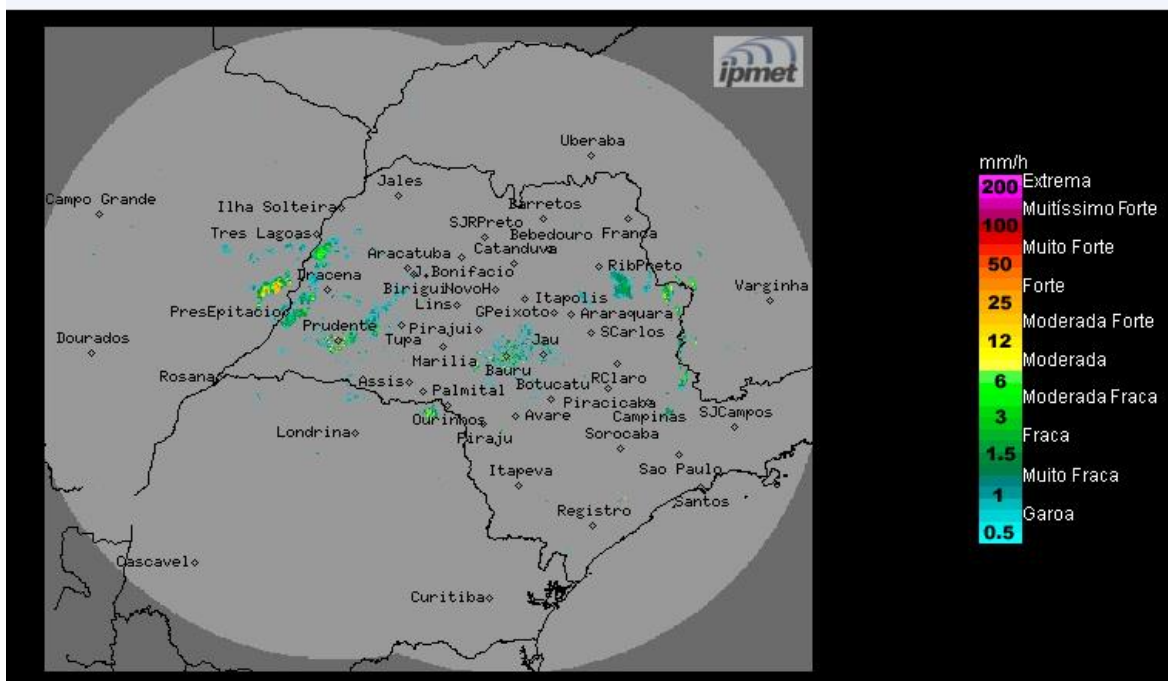 ipmet
Uberaba
Jales
Campo Grande
Ilha Solteira
Barretos
SJRPreto
Tres Lagoas
Bebedouro
Franca
Aracatuba
Catanduva
J.Bonifacio
RibPreto
Dracena
Birigui
NovoH
Varginha
Lins
Itapolis
PresEpitacio
GPeixoto
Araraquara
Prudente
Pirajui
SCarlos
Dourados
Tupa
Jau
Marilia
Bauru
Rosana
Assis
Botucatu
RClaro
Palmital
Piracicaba
Ourinhos
Avare
Campinas
SJCampos
Londrina
Piraju
Sorocaba
Itapeva
Sao Paulo
Santos
Registro
Cascavel
Curitiba
mm/h
200 Extrema
Muitíssimo Forte
100
Muito Forte
50
Forte
25
Moderada Forte
12
Moderada
6
Moderada Fraca
3
Fraca
1.5
Muito Fraca
1
Garoa
0.5